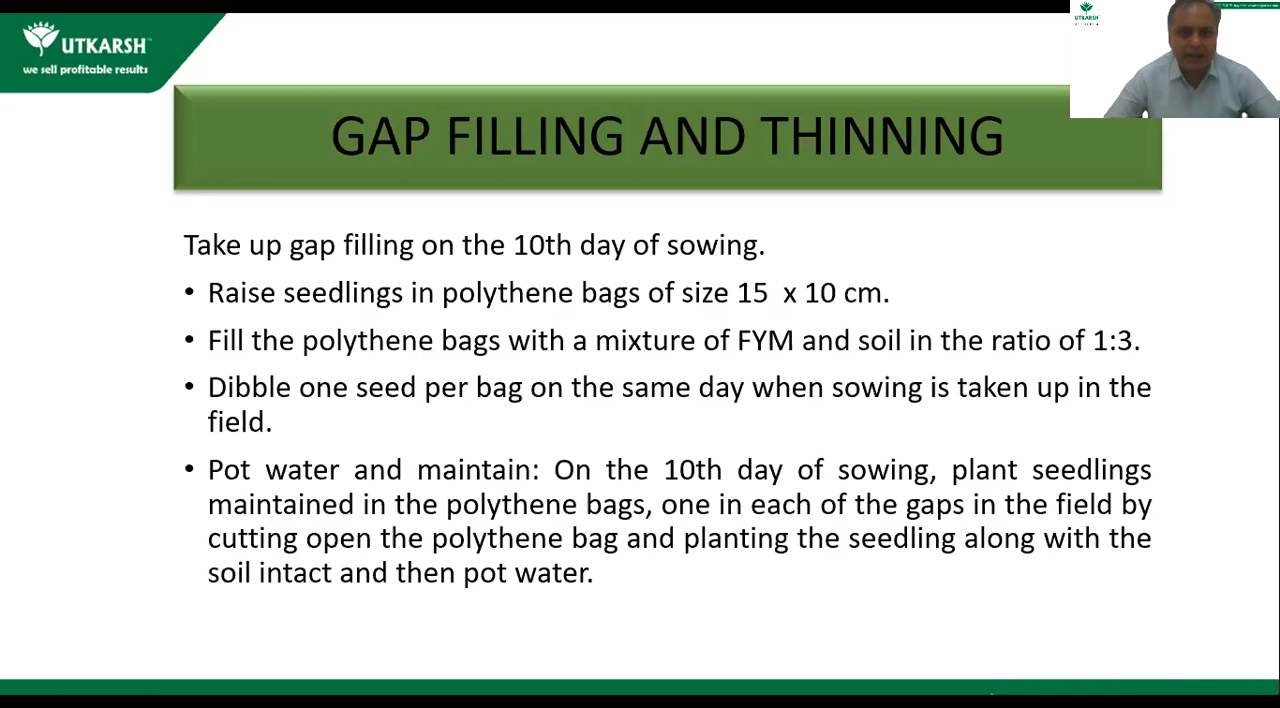 UTKARSH
we sell profitable results
UTKARSH
GAP FILLING AND THINNING
Take up gap filling on the 10th day of sowing.
• Raise seedlings in polythene bags of size 15 x 10 cm.
• Fill the polythene bags with a mixture of FYM and soil in the ratio of 1:3.
• Dibble one seed per bag on the same day when sowing is taken up in the
field.
• Pot water and maintain: On the 10th day of sowing, plant seedlings
maintained in the polythene bags, one in each of the gaps in the field by
cutting open the polythene bag and planting the seedling along with the
soil intact and then pot water.